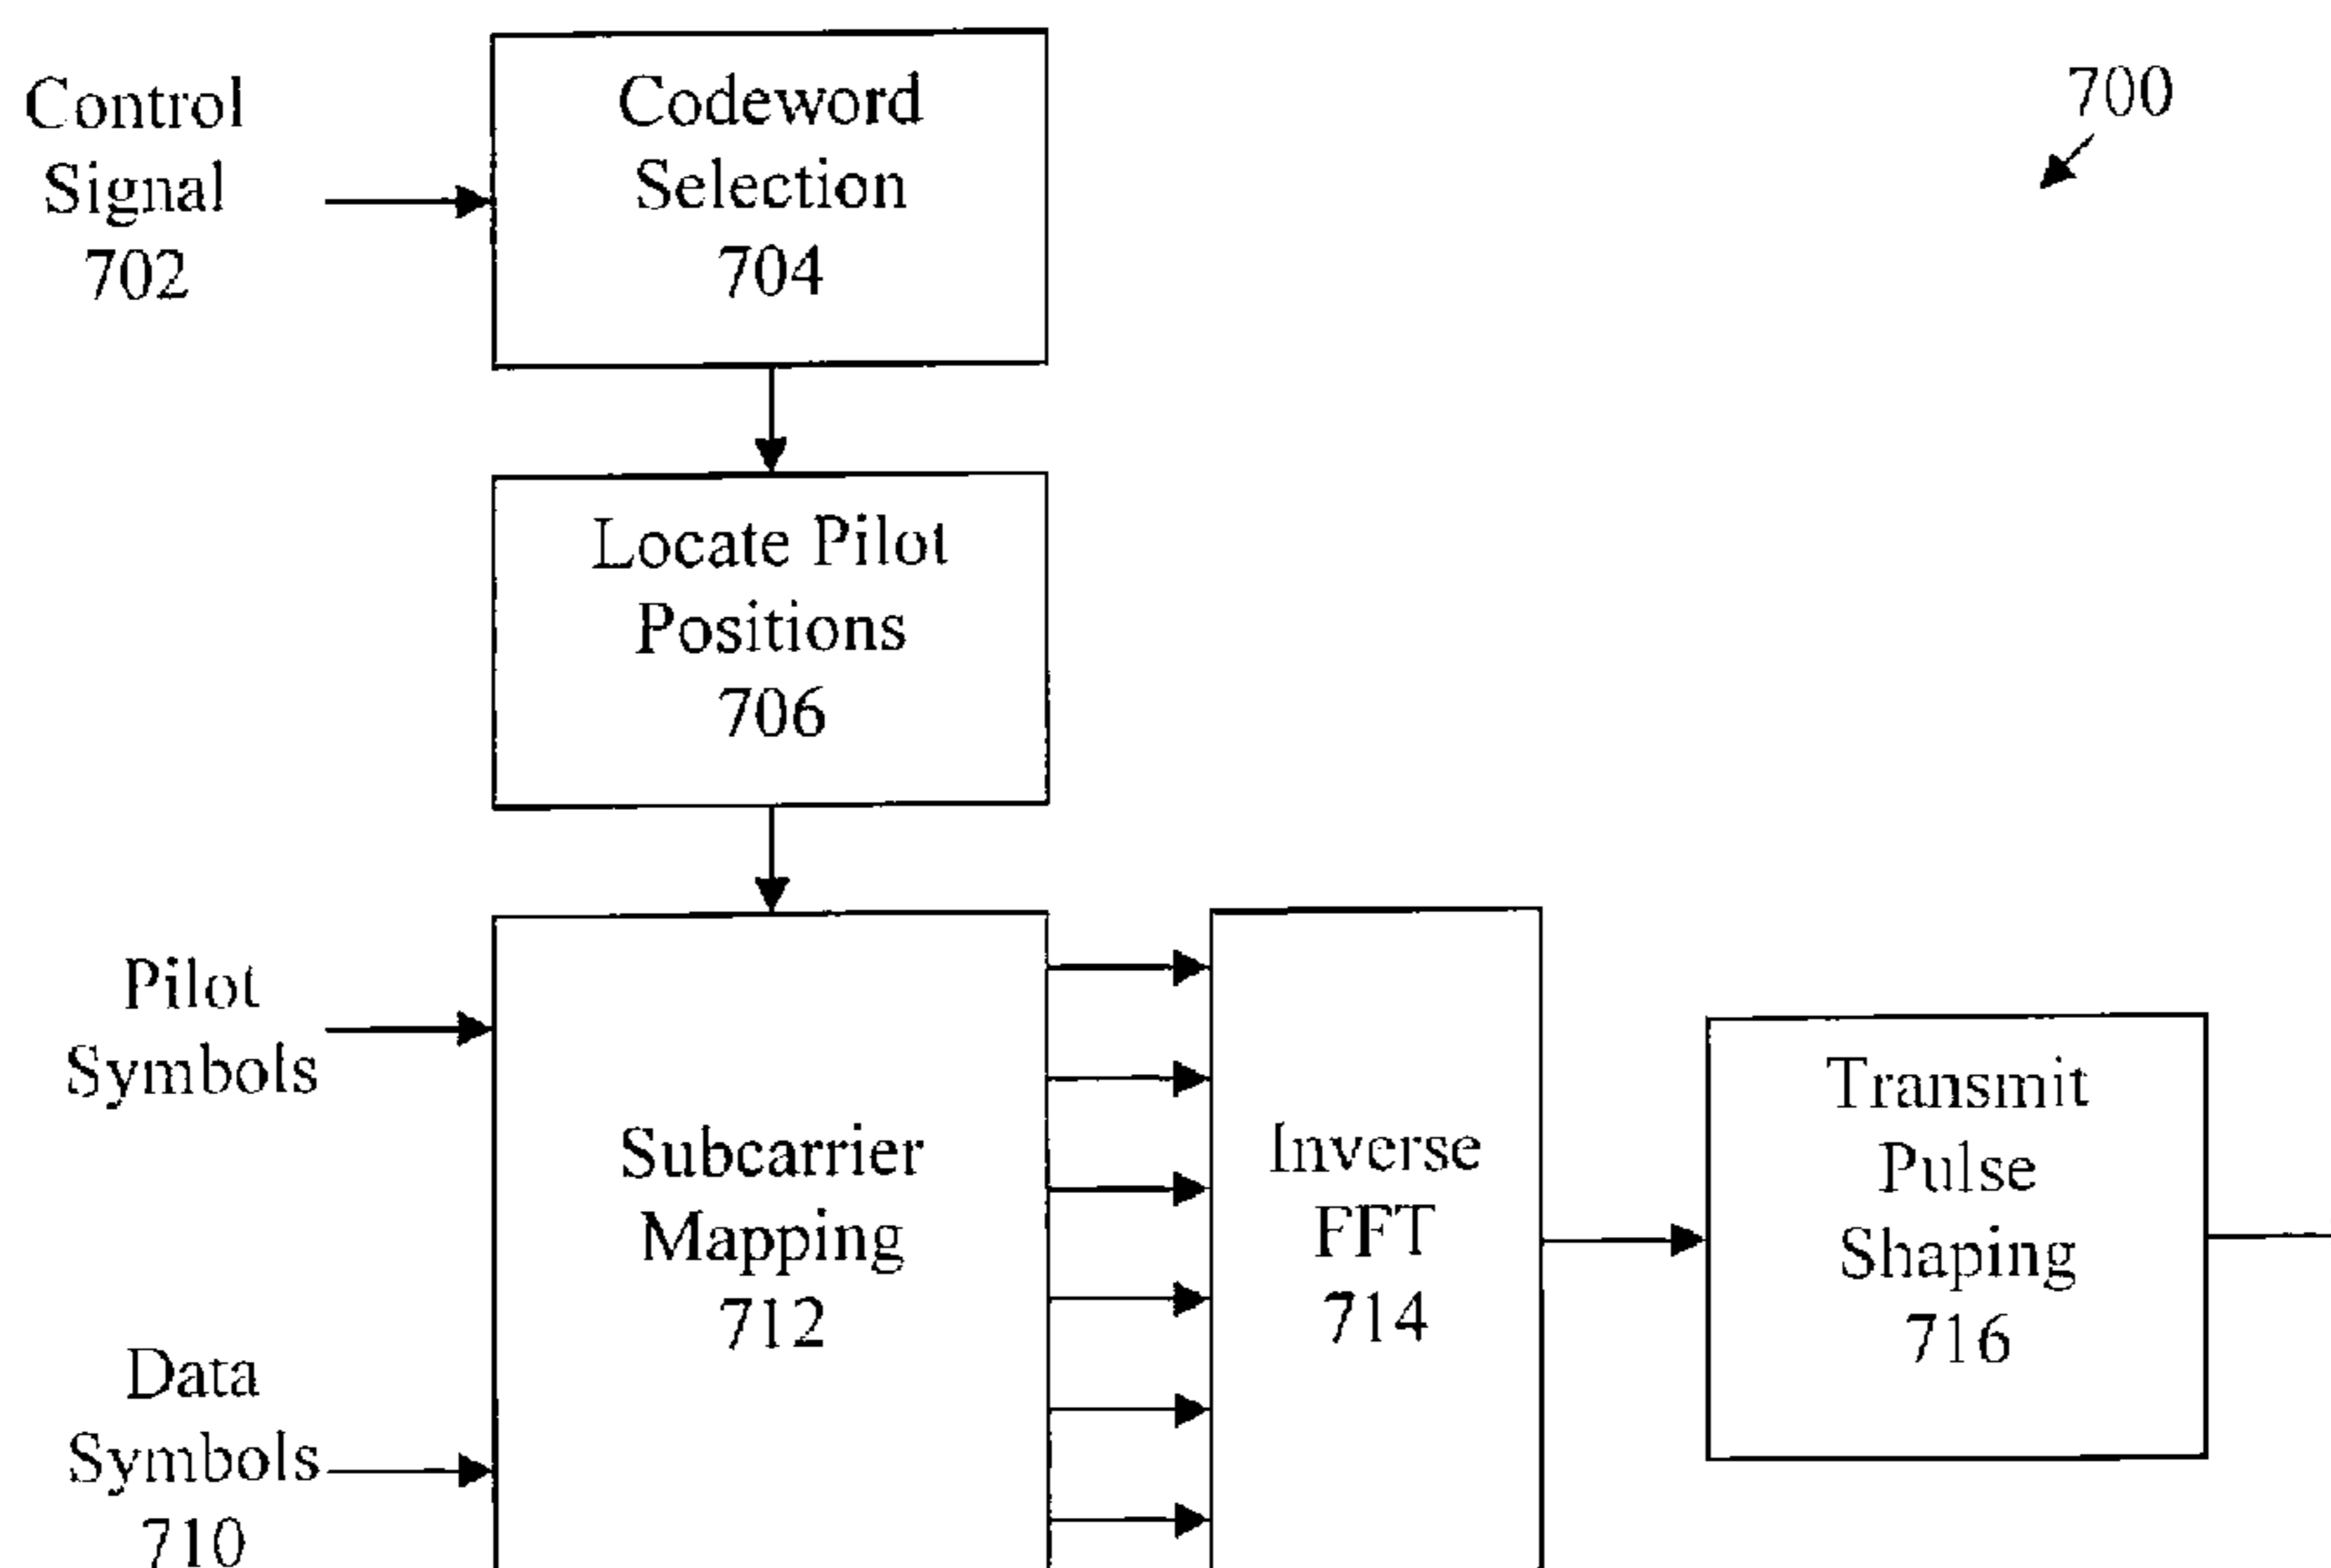 Control
Signal
702
Codeword
Selection
704
700
Locate Pilot
Positions
706
Pilot
Symbols
Data
Symbols
710
Subcarrier
Mapping
712
Inverse
FFT
714
Transmit
Pulse
Shaping
716